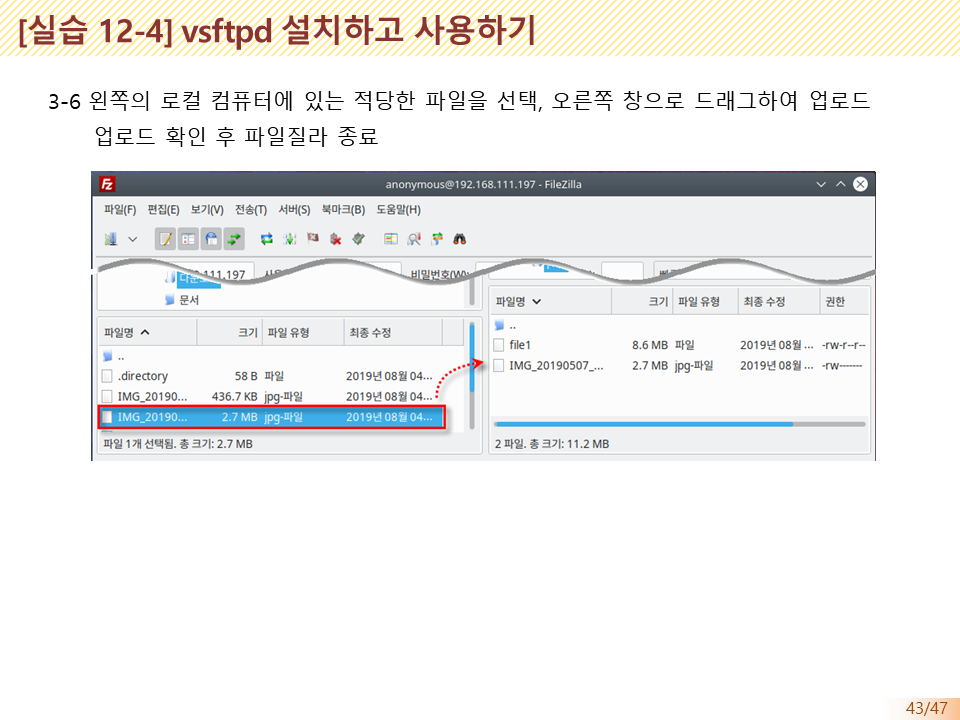 [실습 12-4] vsftpd 설치하고 사용하기
3-6 왼쪽의 로컬 컴퓨터에 있는 적당한 파일을 선택, 오른쪽 창으로 드래그하여 업로드
업로드 확인 후 파일질라 종료
anonymous@192.168.111.197 - FileZilla
파일(F) 편집(E) 보기(V) 전송(T) 서버(S) 북마크(B) 도움말(H)
.111.197 비밀번호(W):
문서
파일명 크기 파일 유형 최종 수정
..
.directory 58 B 파일 2019년 08월 04...
IMG_20190... 436.7 KB jpg-파일 2019년 08월 04...
IMG_20190... 2.7 MB jpg-파일 2019년 08월 04...
파일 1개 선택됨. 총 크기: 2.7 MB
파일명 크기 파일 유형 최종 수정 권한
..
file1 8.6 MB 파일 2019년 08월 ... -rw-r--r--
IMG_20190507_... 2.7 MB jpg-파일 2019년 08월 ... -rw-------
2 파일. 총 크기: 11.2 MB
43/47